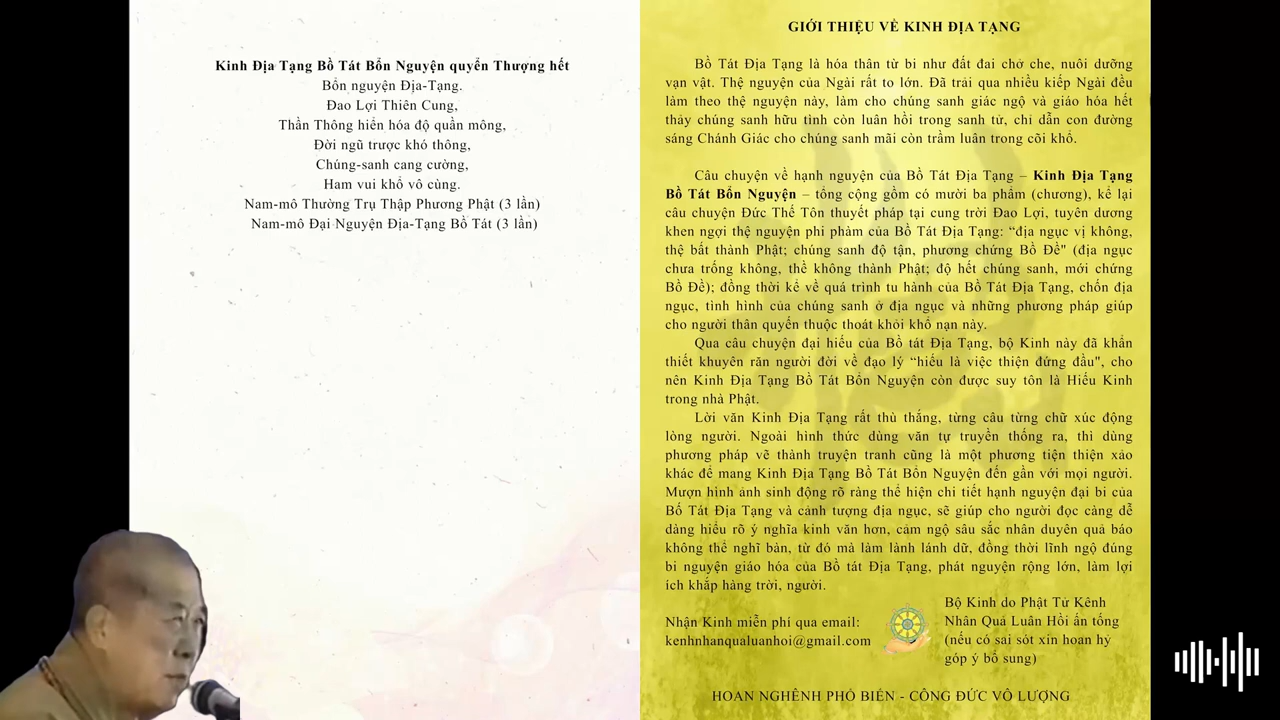 Kinh Địa Tạng Bồ Tát Bổn Nguyện quyển Thượng hết
Bổn nguyện Địa-Tạng.
Đao Lợi Thiên Cung,
Thần Thông hiển hóa độ quần mông,
Đời ngũ trược khó thông,
Chúng-sanh cang cường,
Ham vui khổ vô cùng.
Nam-mô Thường Trụ Thập Phương Phật (3 lần)
Nam-mô Đại Nguyện Địa-Tạng Bồ Tát (3 lần)
GIỚI THIỆU VỀ KINH ĐỊA TẠNG
Bồ Tát Địa Tạng là hóa thân từ bi như đất đai chở che, nuôi dưỡng
vạn vật. Thệ nguyện của Ngài rất to lớn. Đã trải qua nhiều kiếp Ngài đều
làm theo thệ nguyện này, làm cho chúng sanh giác ngộ và giáo hóa hết
thảy chúng sanh hữu tình còn luân hồi trong sanh tử, chỉ dẫn con đường
sáng Chánh Giác cho chúng sanh mãi còn trầm luân trong cõi khổ.
Câu chuyện về hạnh nguyện của Bồ Tát Địa Tạng – Kinh Địa Tạng
Bồ Tát Bổn Nguyện – tổng cộng gồm có mười ba phẩm (chương), kể lại
câu chuyện Đức Thế Tôn thuyết pháp tại cung trời Đao Lợi, tuyên dương
khen ngợi thệ nguyện phi phàm của Bồ Tát Địa Tạng: “địa ngục vị không,
thệ bất thành Phật; chúng sanh độ tận, phương chứng Bồ Đề" (địa ngục
chưa trống không, thề không thành Phật; độ hết chúng sanh, mới chứng
Bồ Đề); đồng thời kể về quá trình tu hành của Bồ Tát Địa Tạng, chốn địa
ngục, tình hình của chúng sanh ở địa ngục và những phương pháp giúp
cho người thân quyến thuộc thoát khỏi khổ nạn này.
Qua câu chuyện đại hiếu của Bồ tát Địa Tạng, bộ Kinh này đã khẩn
thiết khuyên răn người đời về đạo lý “hiếu là việc thiện đứng đầu", cho
nên Kinh Địa Tạng Bồ Tát Bổn Nguyện còn được suy tôn là Hiếu Kinh
trong nhà Phật.
Lời văn Kinh Địa Tạng rất thù thắng, từng câu từng chữ xúc động
lòng người. Ngoài hình thức dùng văn tự truyền thống ra, thì dùng
phương pháp vẽ thành truyện tranh cũng là một phương tiện thiện xảo
khác để mang Kinh Địa Tạng Bồ Tát Bổn Nguyện đến gần với mọi người.
Mượn hình ảnh sinh động rõ ràng thể hiện chi tiết hạnh nguyện đại bi của
Bồ Tát Địa Tạng và cảnh tượng địa ngục, sẽ giúp cho người đọc càng dễ
dàng hiểu rõ ý nghĩa kinh văn hơn, cảm ngộ sâu sắc nhân duyên quả báo
không thể nghĩ bàn, từ đó mà làm lành lánh dữ, đồng thời lĩnh ngộ đúng
bi nguyện giáo hóa của Bồ tát Địa Tạng, phát nguyện rộng lớn, làm lợi
ích khắp hàng trời, người.
Nhận Kinh miễn phí qua email:
kenhnhanqualuanhoi@gmail.com
Bộ Kinh do Phật Tử Kênh
Nhân Quả Luân Hồi ấn tống
(nếu có sai sót xin hoan hỷ
góp ý bổ sung)
HOAN NGHÊNH PHỔ BIẾN - CÔNG ĐỨC VÔ LƯỢNG